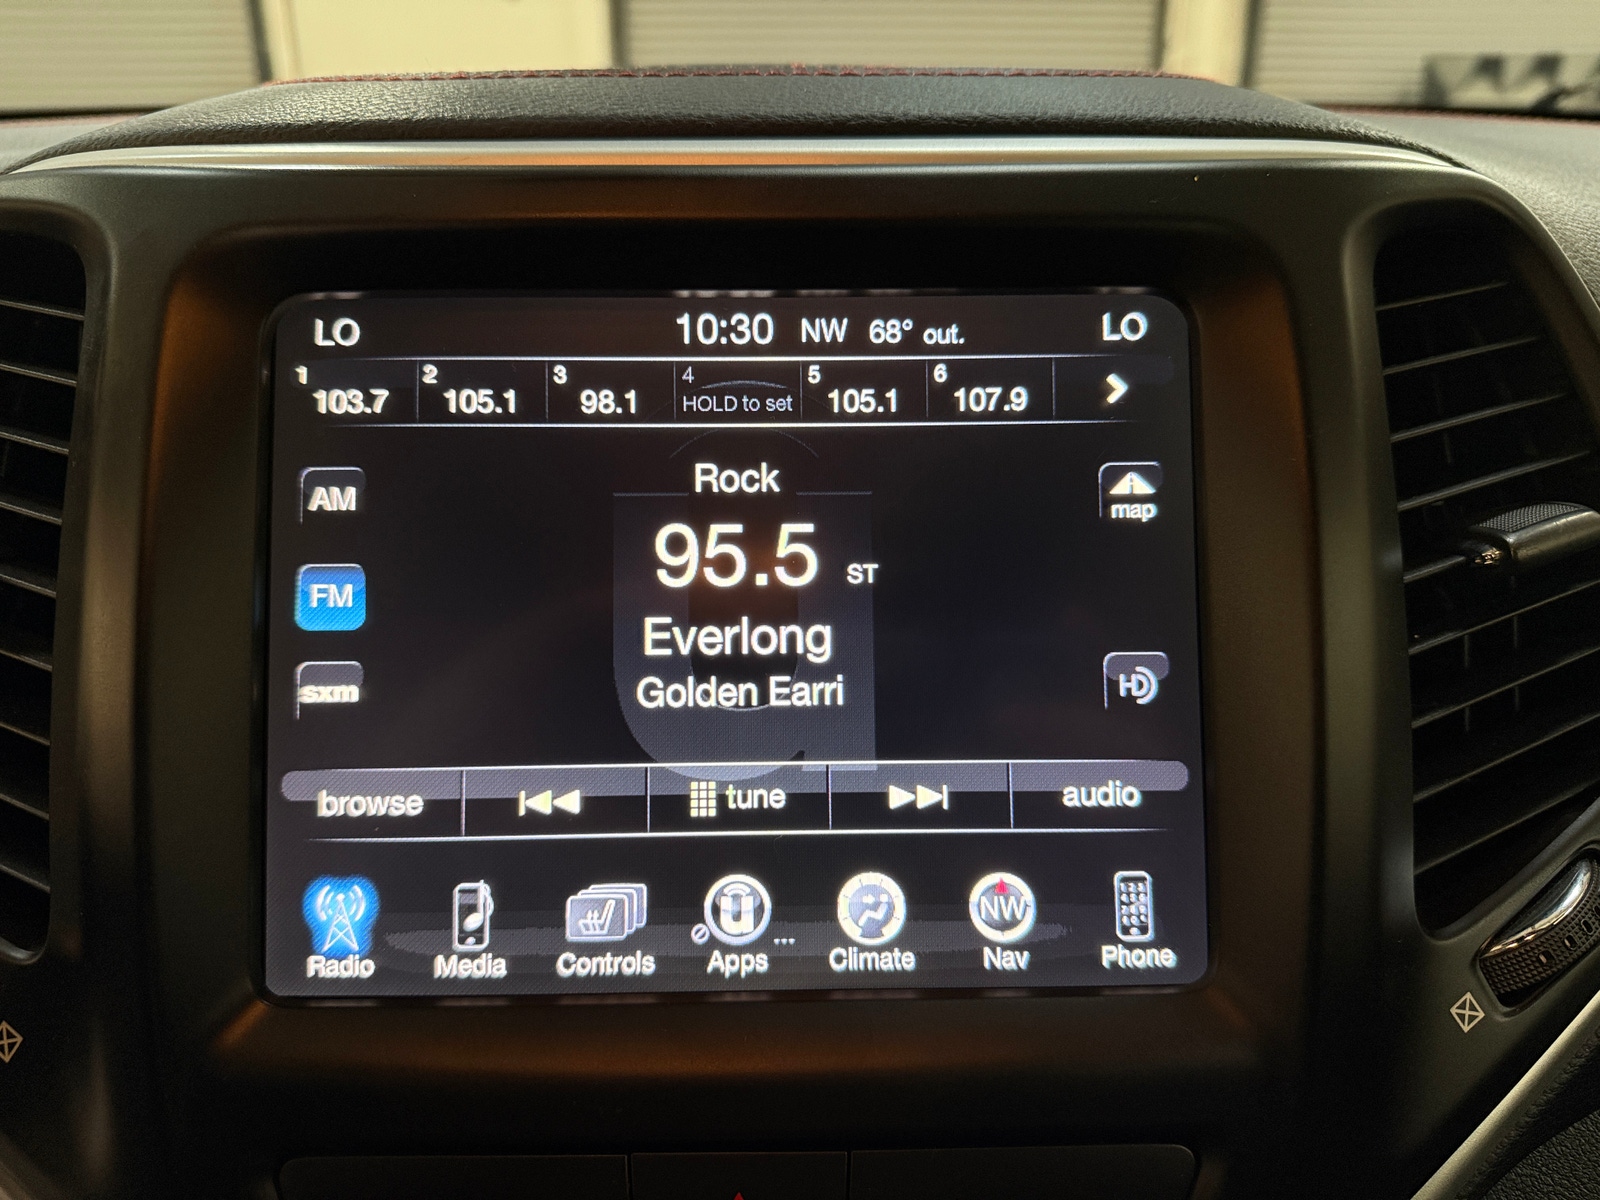 LO 10:30 NW 68° out. LO
1 2 3 4 5 6
103.7 105.1 98.1 HOLD to set 105.1 107.9
Rock
AM
map
95.5 ST
FM
Everlong
sxm
Golden Earri
HD
browse tune audio
NW
Radio Media Controls Apps ... Climate Nav Phone